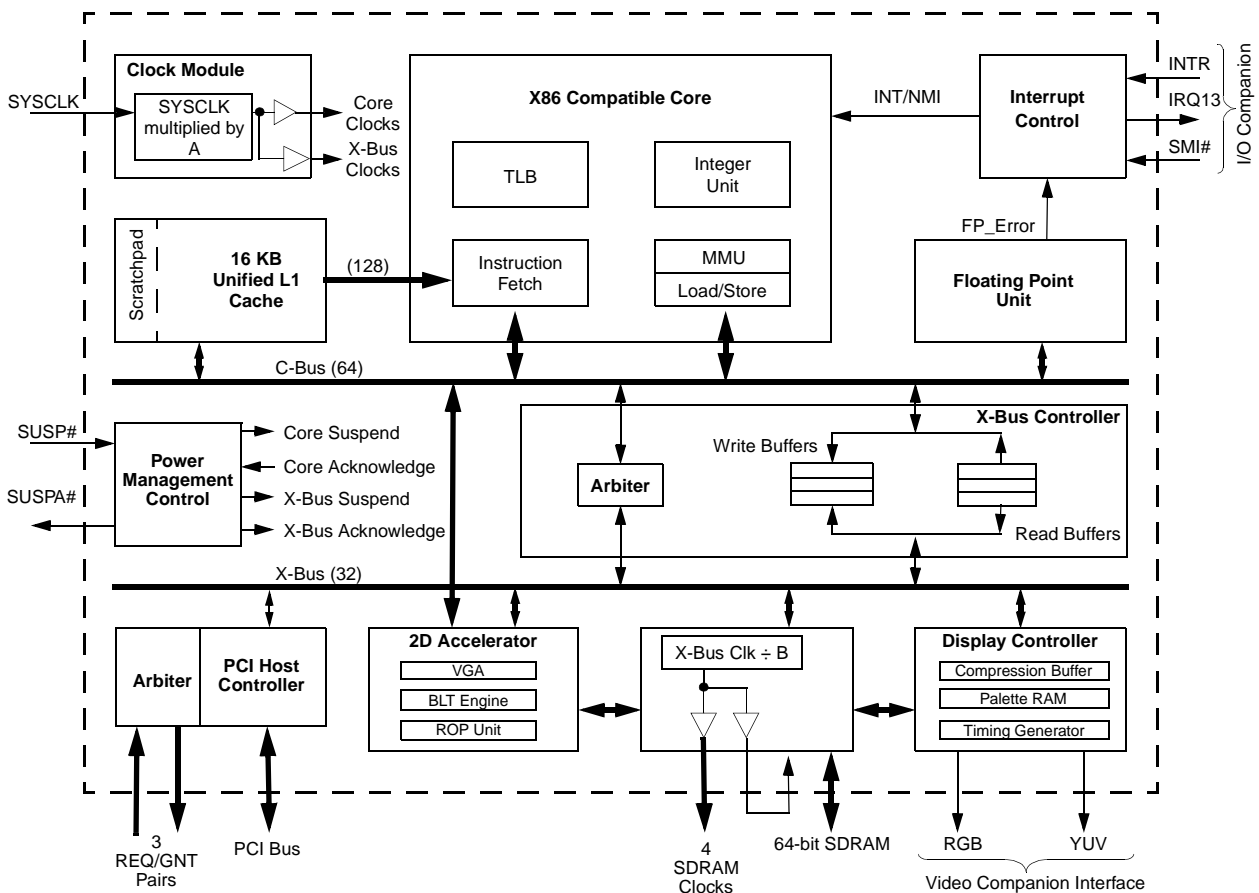 Clock Module
SYSCLK
SYSCLK
multiplied by
A
Core
Clocks
X-Bus
Clocks
X86 Compatible Core
TLB
Integer
Unit
Instruction
Fetch
MMU
Load/Store
INT/NMI
Interrupt
Control
INTR
IRQ13
SMI#
I/O Companion
FP_Error
Floating Point
Unit
Scratchpad
16 KB
Unified L1
Cache
(128)
C-Bus (64)
SUSP#
SUSPA#
Power
Management
Control
Core Suspend
Core Acknowledge
X-Bus Suspend
X-Bus Acknowledge
X-Bus Controller
Write Buffers
Arbiter
Read Buffers
X-Bus (32)
Arbiter
PCI Host
Controller
2D Accelerator
VGA
BLT Engine
ROP Unit
X-Bus Clk ÷ B
Display Controller
Compression Buffer
Palette RAM
Timing Generator
3
REQ/GNT
Pairs
PCI Bus
4
SDRAM
Clocks
64-bit SDRAM
RGB
YUV
Video Companion Interface